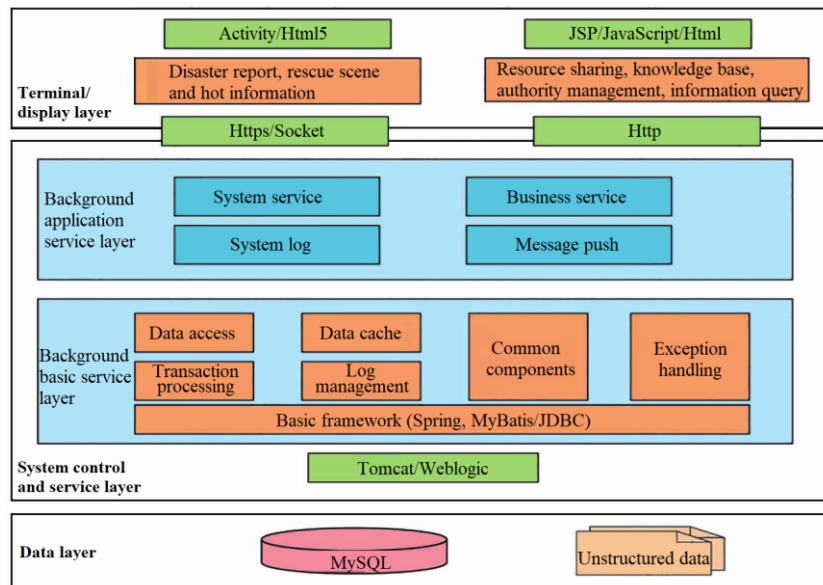 Activity/Html5
JSP/JavaScript/Html
Disaster report, rescue scene
and hot information
Resource sharing, knowledge base,
authority management, information query
Terminal/
display layer
Https/Socket
Http
Background
application
service layer
System service
Business service
System log
Message push
Background
basic service
layer
Data access
Data cache
Common
components
Exception
handling
Transaction
processing
Log
management
Basic framework (Spring, MyBatis/JDBC)
System control
and service layer
Tomcat/Weblogic
Data layer
MySQL
Unstructured data